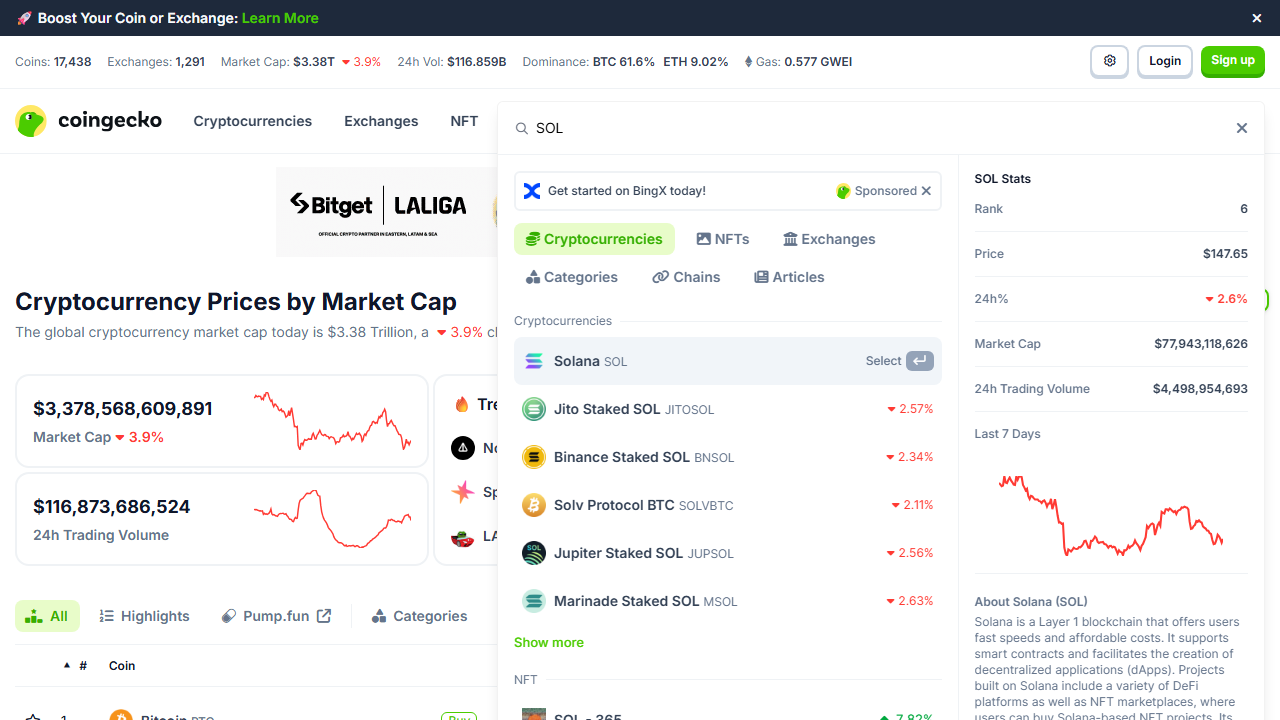 🚀 Boost Your Coin or Exchange: Learn More
Coins: 17,438 Exchanges: 1,291 Market Cap: $3.38T 3.9% 24h Vol: $116.859B Dominance: BTC 61.6% ETH 9.02% Gas: 0.577 GWEI
Login
Sign up
coingecko
Cryptocurrencies Exchanges NFT
SOL
Bitget LALIGA
OFFICIAL CRYPTO PARTNER IN EASTERN, LATAM & SEA
Cryptocurrency Prices by Market Cap
The global cryptocurrency market cap today is $3.38 Trillion, a 3.9%
$3,378,568,609,891
Market Cap 3.9%
$116,873,686,524
24h Trading Volume
All Highlights Pump.fun Categories
# Coin
1 Bitcoin BTC Buy
Get started on BingX today! Sponsored
Cryptocurrencies NFTs Exchanges
Categories Chains Articles
Cryptocurrencies
Solana SOL Select
Jito Staked SOL JITOSOL 2.57%
Binance Staked SOL BNSOL 2.34%
Solv Protocol BTC SOLVBTC 2.11%
Jupiter Staked SOL JUPSOL 2.56%
Marinade Staked SOL MSOL 2.63%
Show more
NFT
SOL - 365 7.82%
SOL Stats
Rank 6
Price $147.65
24h% 2.6%
Market Cap $77,943,118,626
24h Trading Volume $4,498,954,693
Last 7 Days
About Solana (SOL)
Solana is a Layer 1 blockchain that offers users
fast speeds and affordable costs. It supports
smart contracts and facilitates the creation of
decentralized applications (dApps). Projects
built on Solana include a variety of DeFi
platforms as well as NFT marketplaces, where
users can buy Solana-based NFT projects. Its